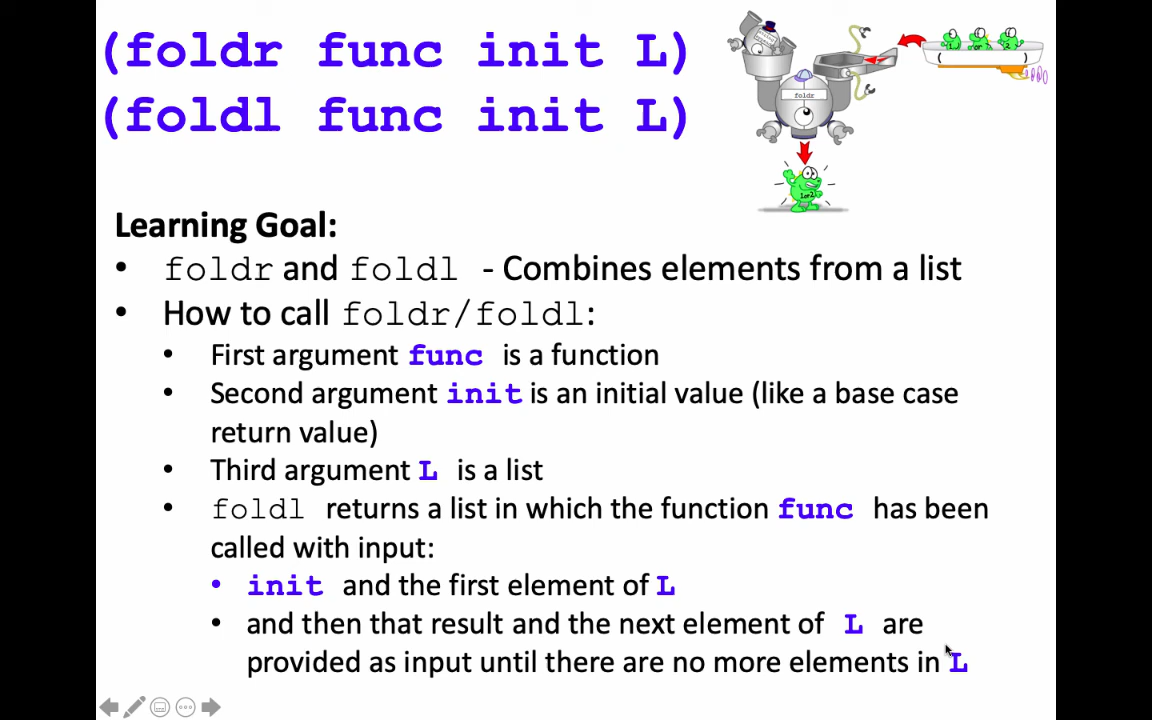 (foldr func init L)
(foldl func init L)
foldr
1or2
Learning Goal:
• foldr and foldl - Combines elements from a list
• How to call foldr/foldl:
• First argument func is a function
• Second argument init is an initial value (like a base case
return value)
• Third argument L is a list
• foldl returns a list in which the function func has been
called with input:
• init and the first element of L
• and then that result and the next element of L are
provided as input until there are no more elements in L